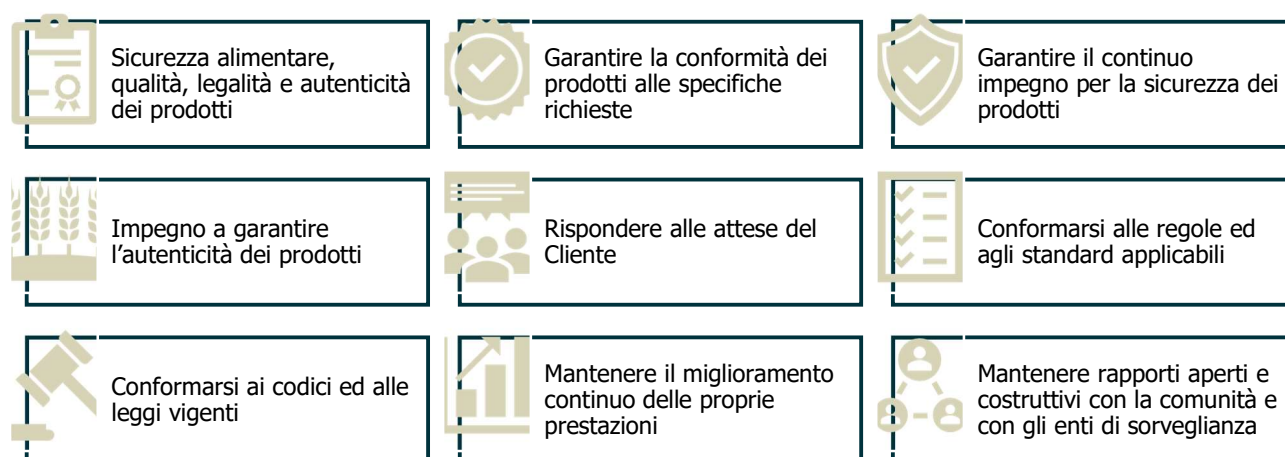 Sicurezza alimentare,
qualità, legalità e autenticità
dei prodotti
Garantire la conformità dei
prodotti alle specifiche
richieste
Garantire il continuo
impegno per la sicurezza dei
prodotti
Impegno a garantire
l’autenticità dei prodotti
Rispondere alle attese del
Cliente
Conformarsi alle regole ed
agli standard applicabili
Conformarsi ai codici ed alle
leggi vigenti
Mantenere il miglioramento
continuo delle proprie
prestazioni
Mantenere rapporti aperti e
costruttivi con la comunità e
con gli enti di sorveglianza